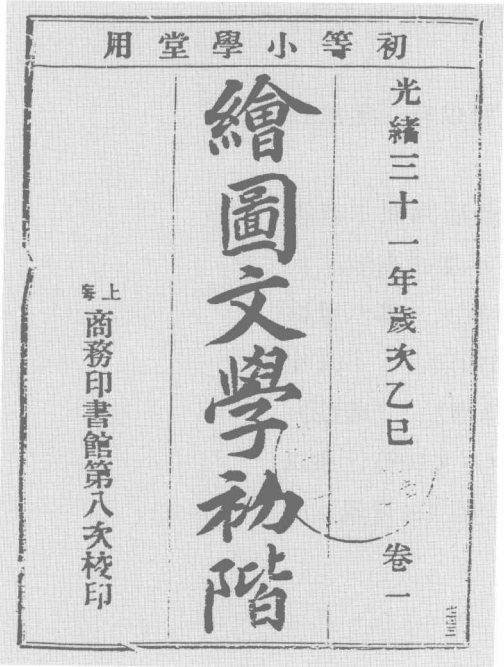 初等小學堂用
光緒三十一年歲次乙巳 卷一
繪圖文學初階
上海
商務印書館第八次校印